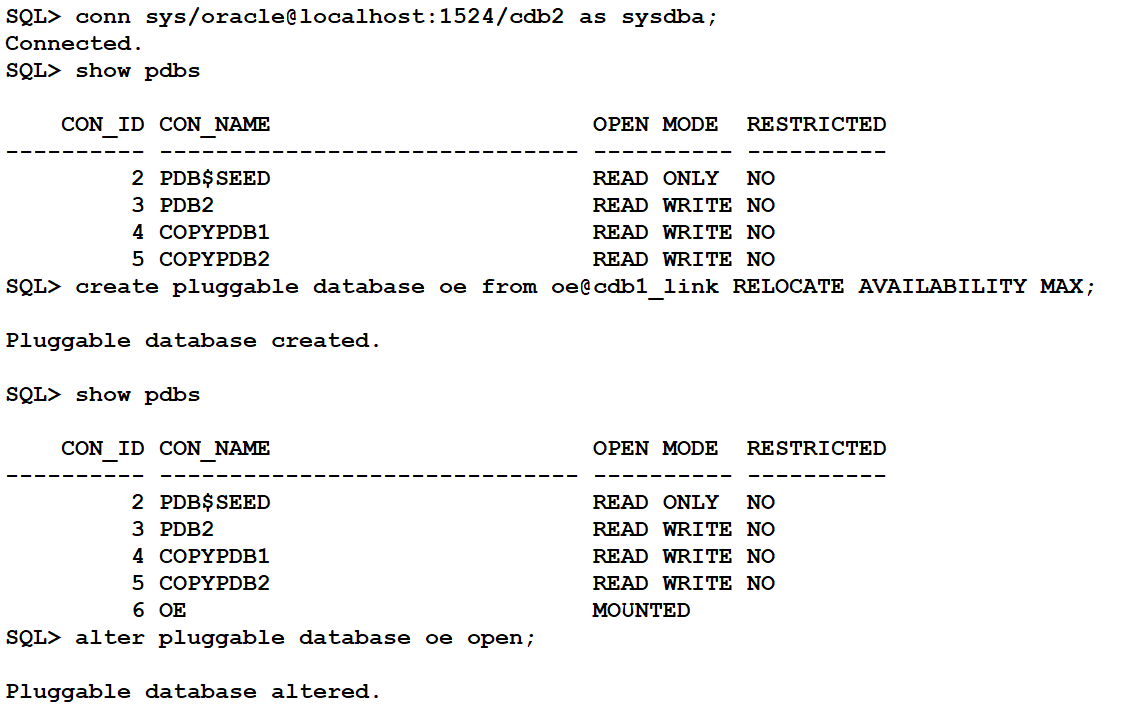 SQL> conn sys/oracle@localhost:1524/cdb2 as sysdba;
Connected.
SQL> show pdbs
    CON_ID CON_NAME                       OPEN MODE  RESTRICTED
---------- ------------------------------ ---------- ----------
         2 PDB$SEED                       READ ONLY  NO
         3 PDB2                           READ WRITE NO
         4 COPYPDB1                       READ WRITE NO
         5 COPYPDB2                       READ WRITE NO
SQL> create pluggable database oe from oe@cdb1_link RELOCATE AVAILABILITY MAX;
Pluggable database created.
SQL> show pdbs
    CON_ID CON_NAME                       OPEN MODE  RESTRICTED
---------- ------------------------------ ---------- ----------
         2 PDB$SEED                       READ ONLY  NO
         3 PDB2                           READ WRITE NO
         4 COPYPDB1                       READ WRITE NO
         5 COPYPDB2                       READ WRITE NO
         6 OE                             MOUNTED
SQL> alter pluggable database oe open;
Pluggable database altered.